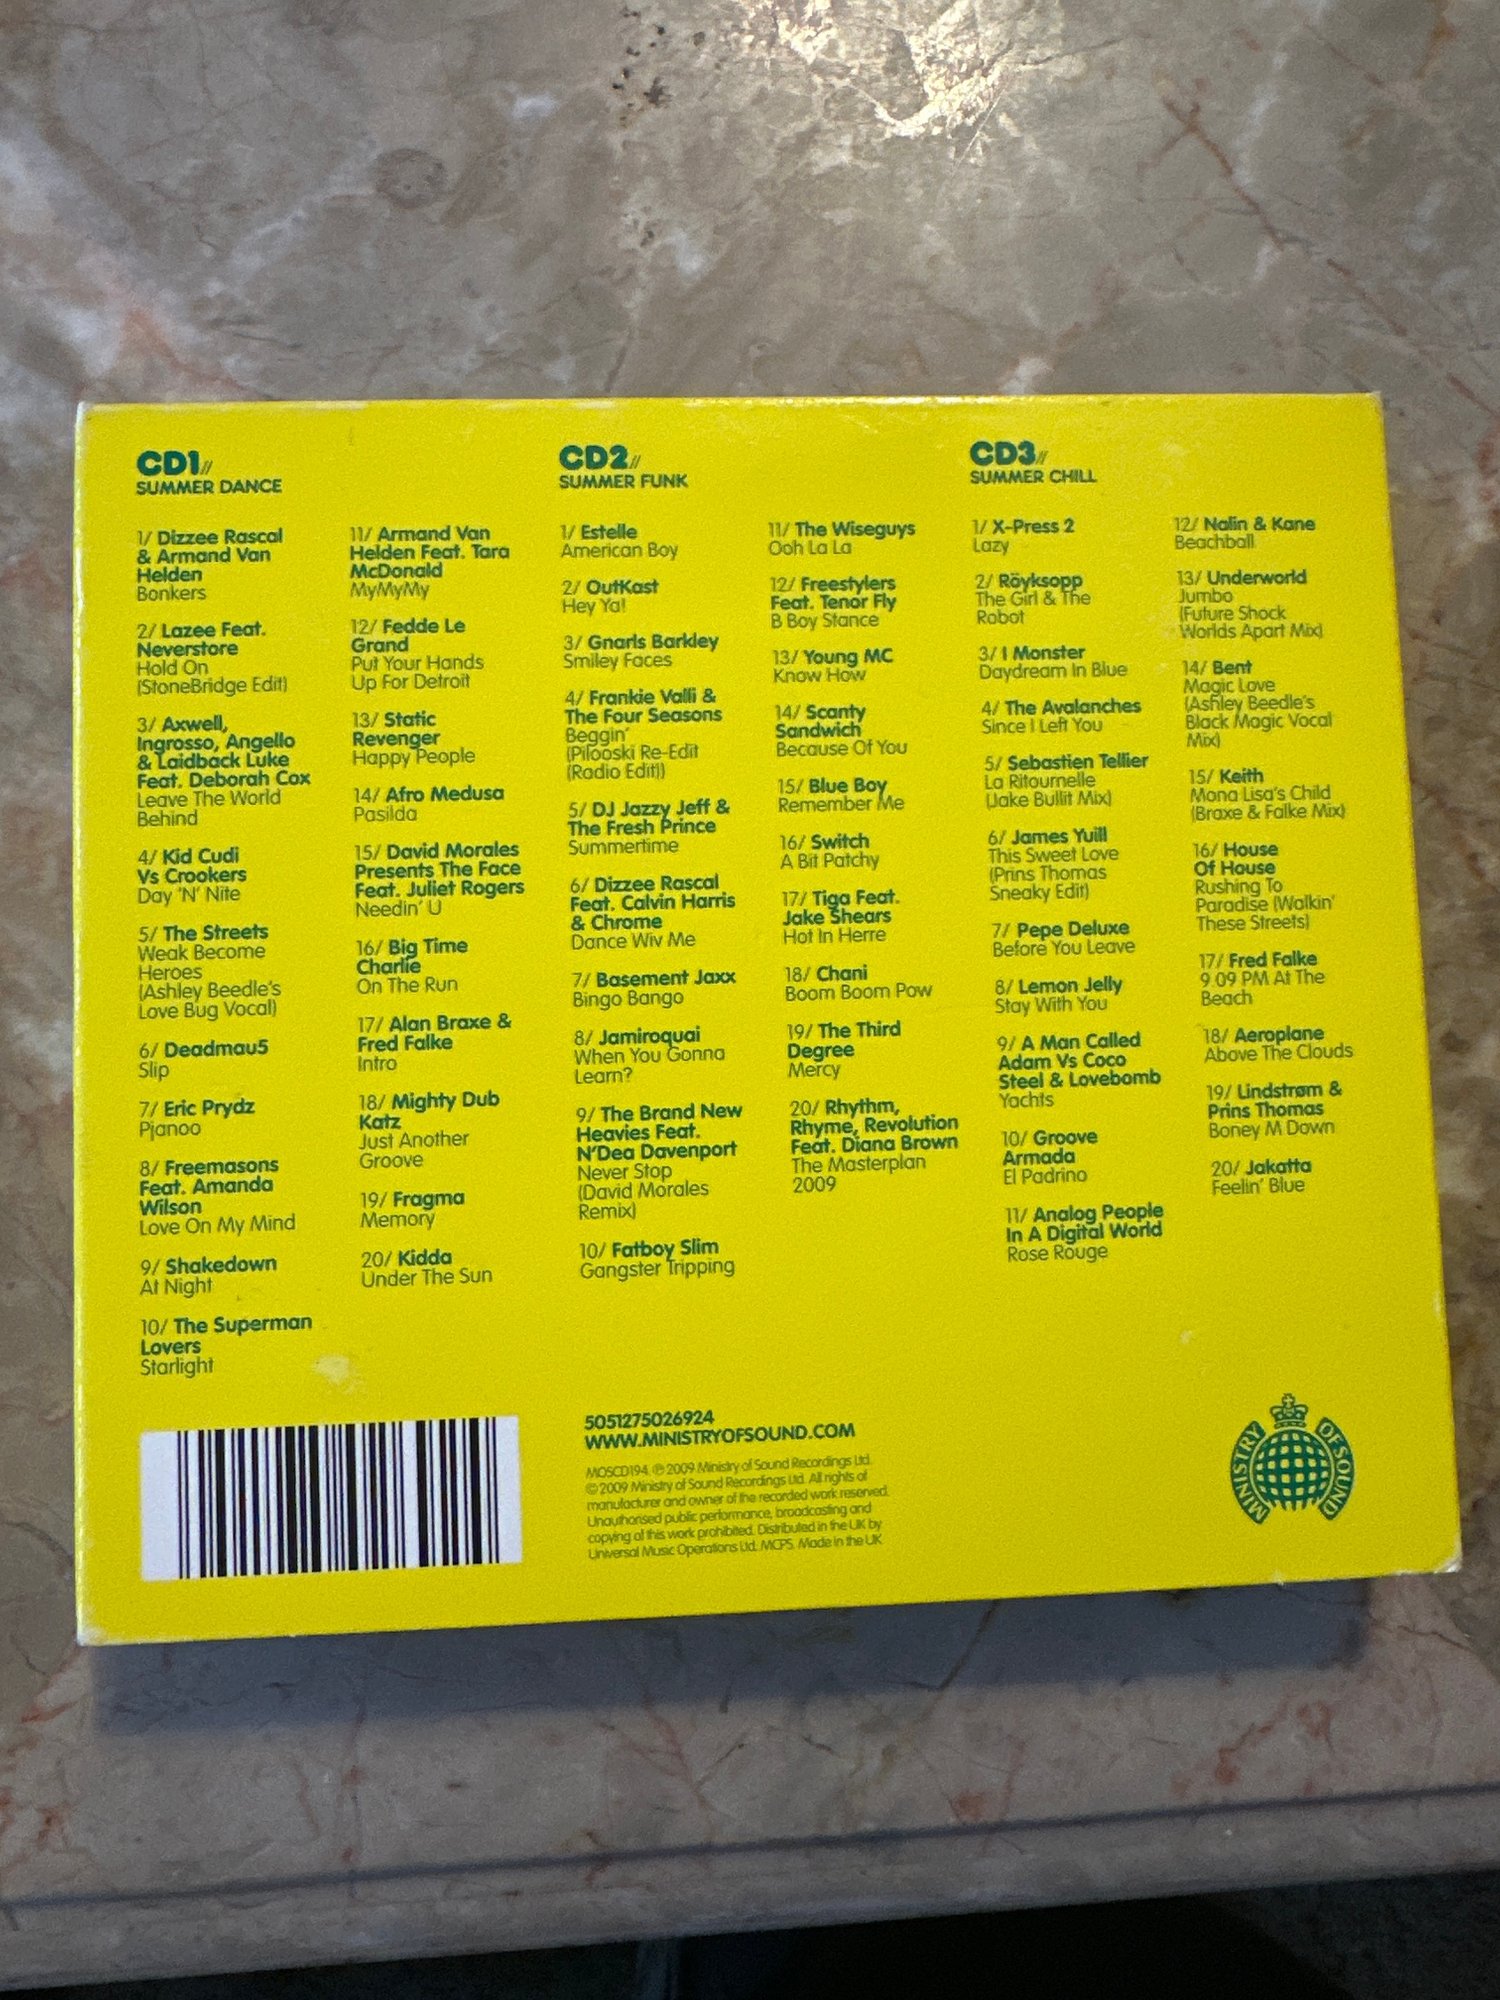 CD1//
SUMMER DANCE
1/ Dizzee Rascal
& Armand Van
Helden
Bonkers
2/ Lazee Feat.
Neverstore
Hold On
(StoneBridge Edit)
3/ Axwell,
Ingrosso, Angello
& Laidback Luke
Feat. Deborah Cox
Leave The World
Behind
4/ Kid Cudi
Vs Crookers
Day 'N' Nite
5/ The Streets
Weak Become
Heroes
(Ashley Beedle's
Love Bug Vocal)
6/ Deadmau5
Slip
7/ Eric Prydz
Pjanoo
8/ Freemasons
Feat. Amanda
Wilson
Love On My Mind
9/ Shakedown
At Night
10/ The Superman
Lovers
Starlight
11/ Armand Van
Helden Feat. Tara
McDonald
MyMyMy
12/ Fedde Le
Grand
Put Your Hands
Up For Detroit
13/ Static
Revenger
Happy People
14/ Afro Medusa
Pasilda
15/ David Morales
Presents The Face
Feat. Juliet Rogers
Needin' U
16/ Big Time
Charlie
On The Run
17/ Alan Braxe &
Fred Falke
Intro
18/ Mighty Dub
Katz
Just Another
Groove
19/ Fragma
Memory
20/ Kidda
Under The Sun
CD2//
SUMMER FUNK
1/ Estelle
American Boy
2/ OutKast
Hey Ya!
3/ Gnarls Barkley
Smiley Faces
4/ Frankie Valli &
The Four Seasons
Beggin'
(Pilooski Re-Edit
(Radio Edit))
5/ DJ Jazzy Jeff &
The Fresh Prince
Summertime
6/ Dizzee Rascal
Feat. Calvin Harris
& Chrome
Dance Wiv Me
7/ Basement Jaxx
Bingo Bango
8/ Jamiroquai
When You Gonna
Learn?
9/ The Brand New
Heavies Feat.
N'Dea Davenport
Never Stop
(David Morales
Remix)
10/ Fatboy Slim
Gangster Tripping
11/ The Wiseguys
Ooh La La
12/ Freestylers
Feat. Tenor Fly
B Boy Stance
13/ Young MC
Know How
14/ Scanty
Sandwich
Because Of You
15/ Blue Boy
Remember Me
16/ Switch
A Bit Patchy
17/ Tiga Feat.
Jake Shears
Hot In Herre
18/ Chani
Boom Boom Pow
19/ The Third
Degree
Mercy
20/ Rhythm,
Rhyme, Revolution
Feat. Diana Brown
The Masterplan
2009
CD3//
SUMMER CHILL
1/ X-Press 2
Lazy
2/ Röyksopp
The Girl & The
Robot
3/ I Monster
Daydream In Blue
4/ The Avalanches
Since I Left You
5/ Sebastien Tellier
La Ritournelle
(Jake Bullit Mix)
6/ James Yuill
This Sweet Love
(Prins Thomas
Sneaky Edit)
7/ Pepe Deluxe
Before You Leave
8/ Lemon Jelly
Stay With You
9/ A Man Called
Adam Vs Coco
Steel & Lovebomb
Yachts
10/ Groove
Armada
El Padrino
11/ Analog People
In A Digital World
Rose Rouge
12/ Nalin & Kane
Beachball
13/ Underworld
Jumbo
(Future Shock
Worlds Apart Mix)
14/ Bent
Magic Love
(Ashley Beedle's
Black Magic Vocal
Mix)
15/ Keith
Mona Lisa's Child
(Braxe & Falke Mix)
16/ House
Of House
Rushing To
Paradise (Walkin'
These Streets)
17/ Fred Falke
9.09 PM At The
Beach
18/ Aeroplane
Above The Clouds
19/ Lindstrøm &
Prins Thomas
Boney M Down
20/ Jakatta
Feelin' Blue
5051275026924
WWW.MINISTRYOFSOUND.COM
MOSCD194. ℗ 2009 Ministry of Sound Recordings Ltd.
© 2009 Ministry of Sound Recordings Ltd. All rights of
manufacturer and owner of the recorded work reserved.
Unauthorised public performance, broadcasting and
copying of this work prohibited. Distributed in the UK by
Universal Music Operations Ltd. MCPS. Made in the UK
MINISTRY OF SOUND